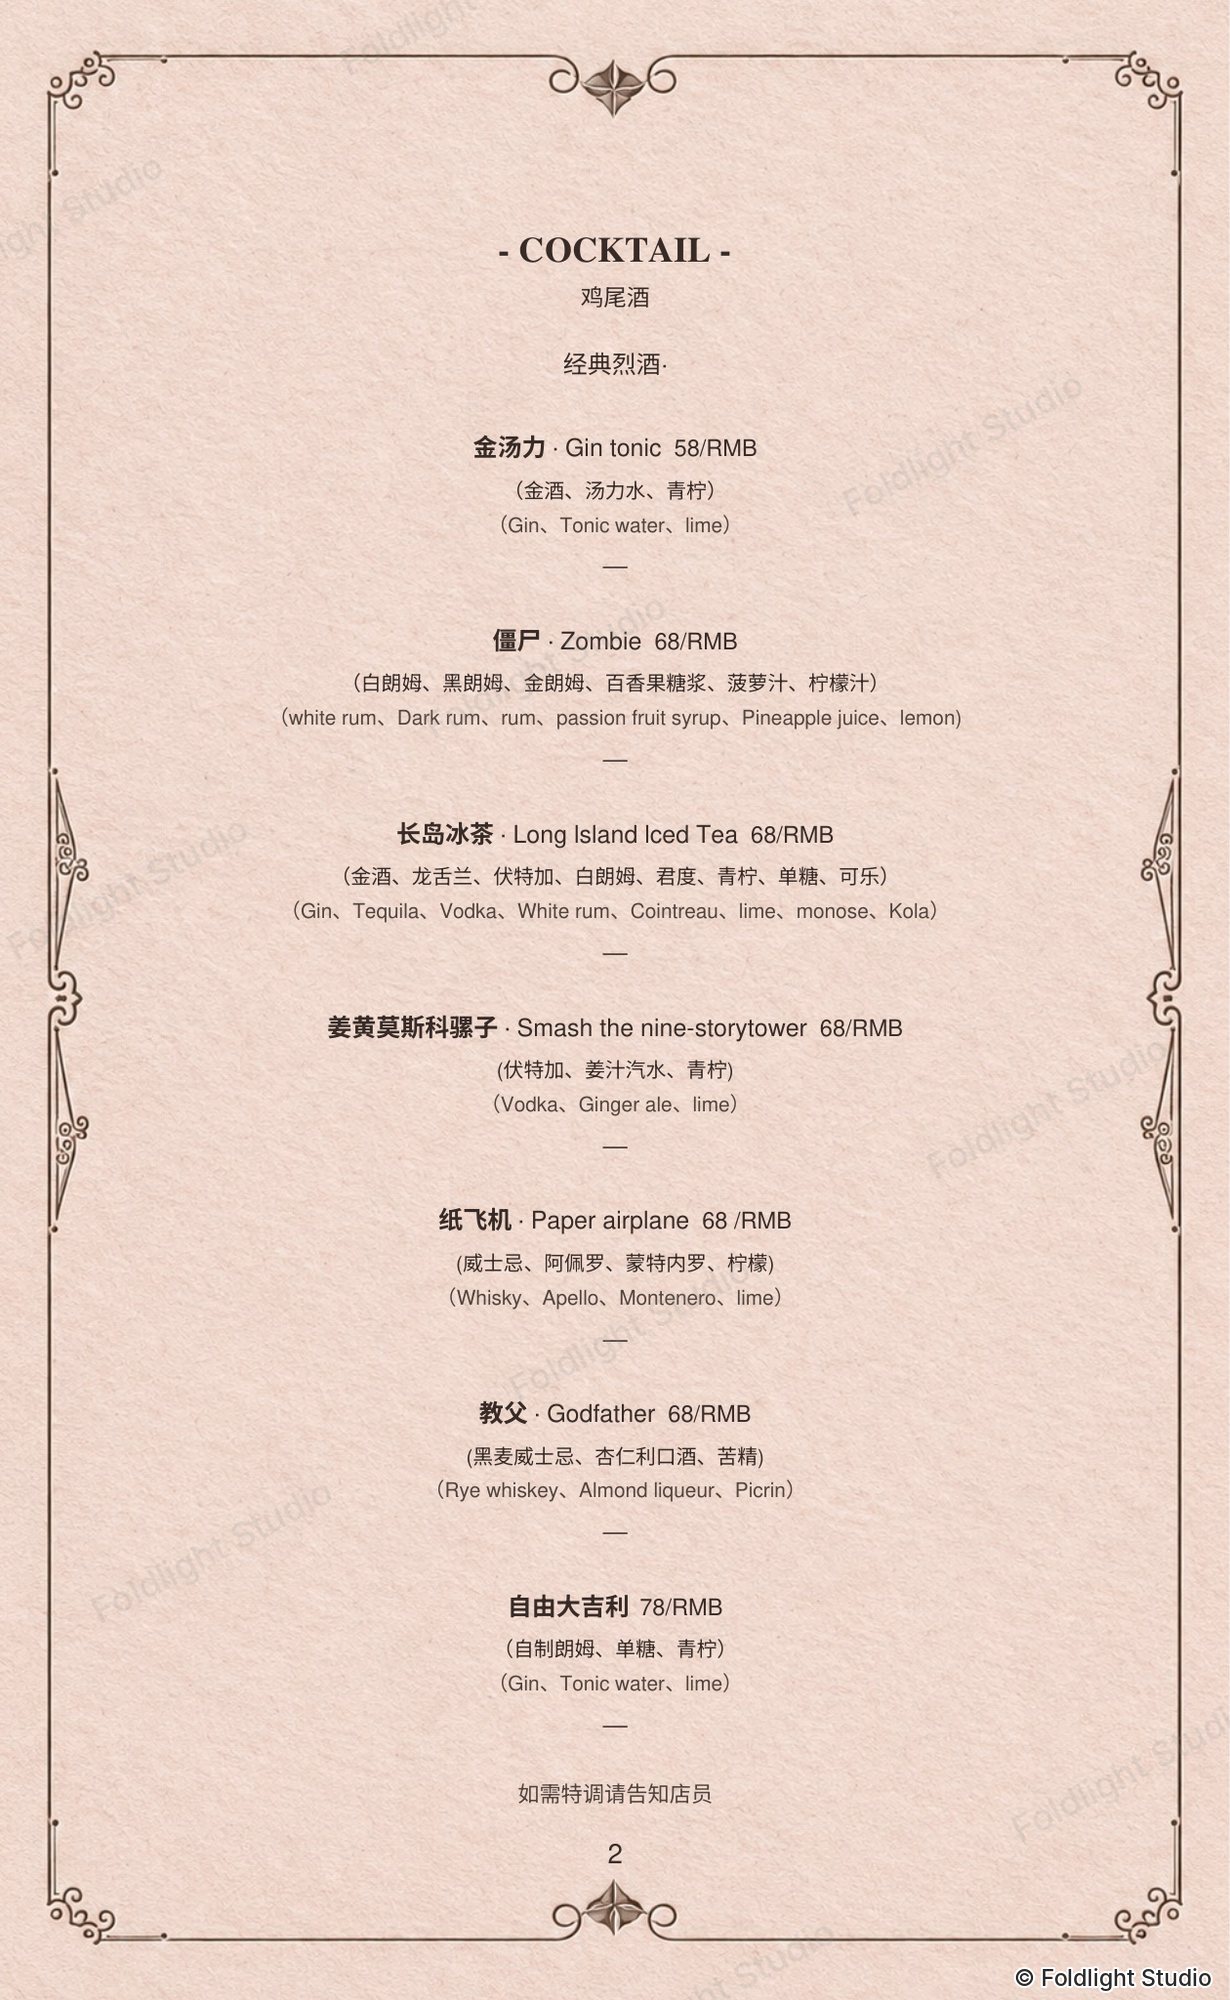 - COCKTAIL -
鸡尾酒
经典烈酒·
金汤力 · Gin tonic 58/RMB
（金酒、汤力水、青柠）
（Gin、Tonic water、lime）
—
僵尸 · Zombie 68/RMB
（白朗姆、黑朗姆、金朗姆、百香果糖浆、菠萝汁、柠檬汁）
（white rum、Dark rum、rum、passion fruit syrup、Pineapple juice、lemon)
—
长岛冰茶 · Long Island Iced Tea 68/RMB
（金酒、龙舌兰、伏特加、白朗姆、君度、青柠、单糖、可乐）
（Gin、Tequila、Vodka、White rum、Cointreau、lime、monose、Kola）
—
姜黄莫斯科骡子 · Smash the nine-storytower 68/RMB
(伏特加、姜汁汽水、青柠)
（Vodka、Ginger ale、lime）
—
纸飞机 · Paper airplane 68 /RMB
(威士忌、阿佩罗、蒙特内罗、柠檬)
（Whisky、Apello、Montenero、lime）
—
教父 · Godfather 68/RMB
(黑麦威士忌、杏仁利口酒、苦精)
（Rye whiskey、Almond liqueur、Picrin）
—
自由大吉利 78/RMB
（自制朗姆、单糖、青柠）
（Gin、Tonic water、lime）
—
如需特调请告知店员
2
© Foldlight Studio
Foldlight Studio